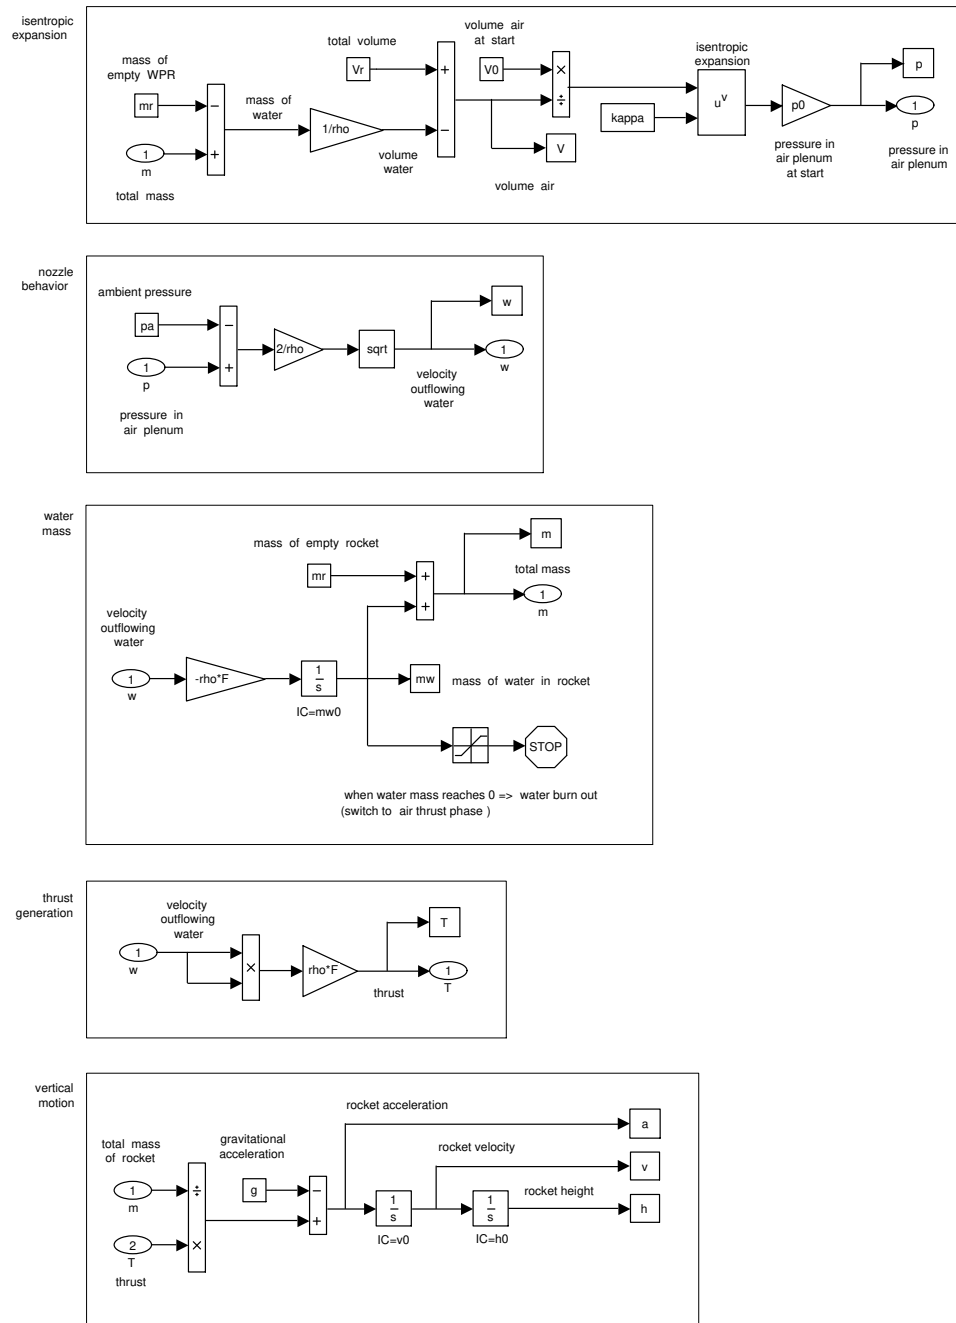 isentropic
expansion
mass of
empty WPR
mr
−
1
m
+
total mass
mass of
water
1/rho
volume
water
total volume
Vr
+
−
volume air
at start
V0
×
÷
V
volume air
kappa
isentropic
expansion
u^v
p0
pressure in
air plenum
at start
p
1
p
pressure in
air plenum
nozzle
behavior
ambient pressure
pa
−
1
p
+
pressure in
air plenum
2/rho
sqrt
velocity
outflowing
water
w
1
w
water
mass
mass of empty rocket
mr
+
+
m
total mass
1
m
velocity
outflowing
water
1
w
-rho*F
1
s
IC=mw0
mw
mass of water in rocket
STOP
when water mass reaches 0 => water burn out
(switch to air thrust phase )
thrust
generation
velocity
outflowing
water
1
w
×
rho*F
thrust
T
1
T
vertical
motion
total mass
of rocket
1
m
÷
2
T
×
thrust
gravitational
acceleration
g
−
+
rocket acceleration
a
1
s
IC=v0
rocket velocity
v
1
s
IC=h0
rocket height
h